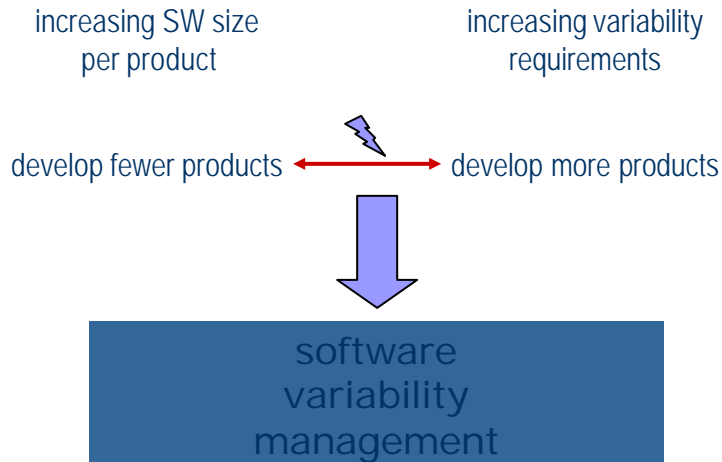 increasing SW size
per product
increasing variability
requirements
develop fewer products
develop more products
software
variability
management